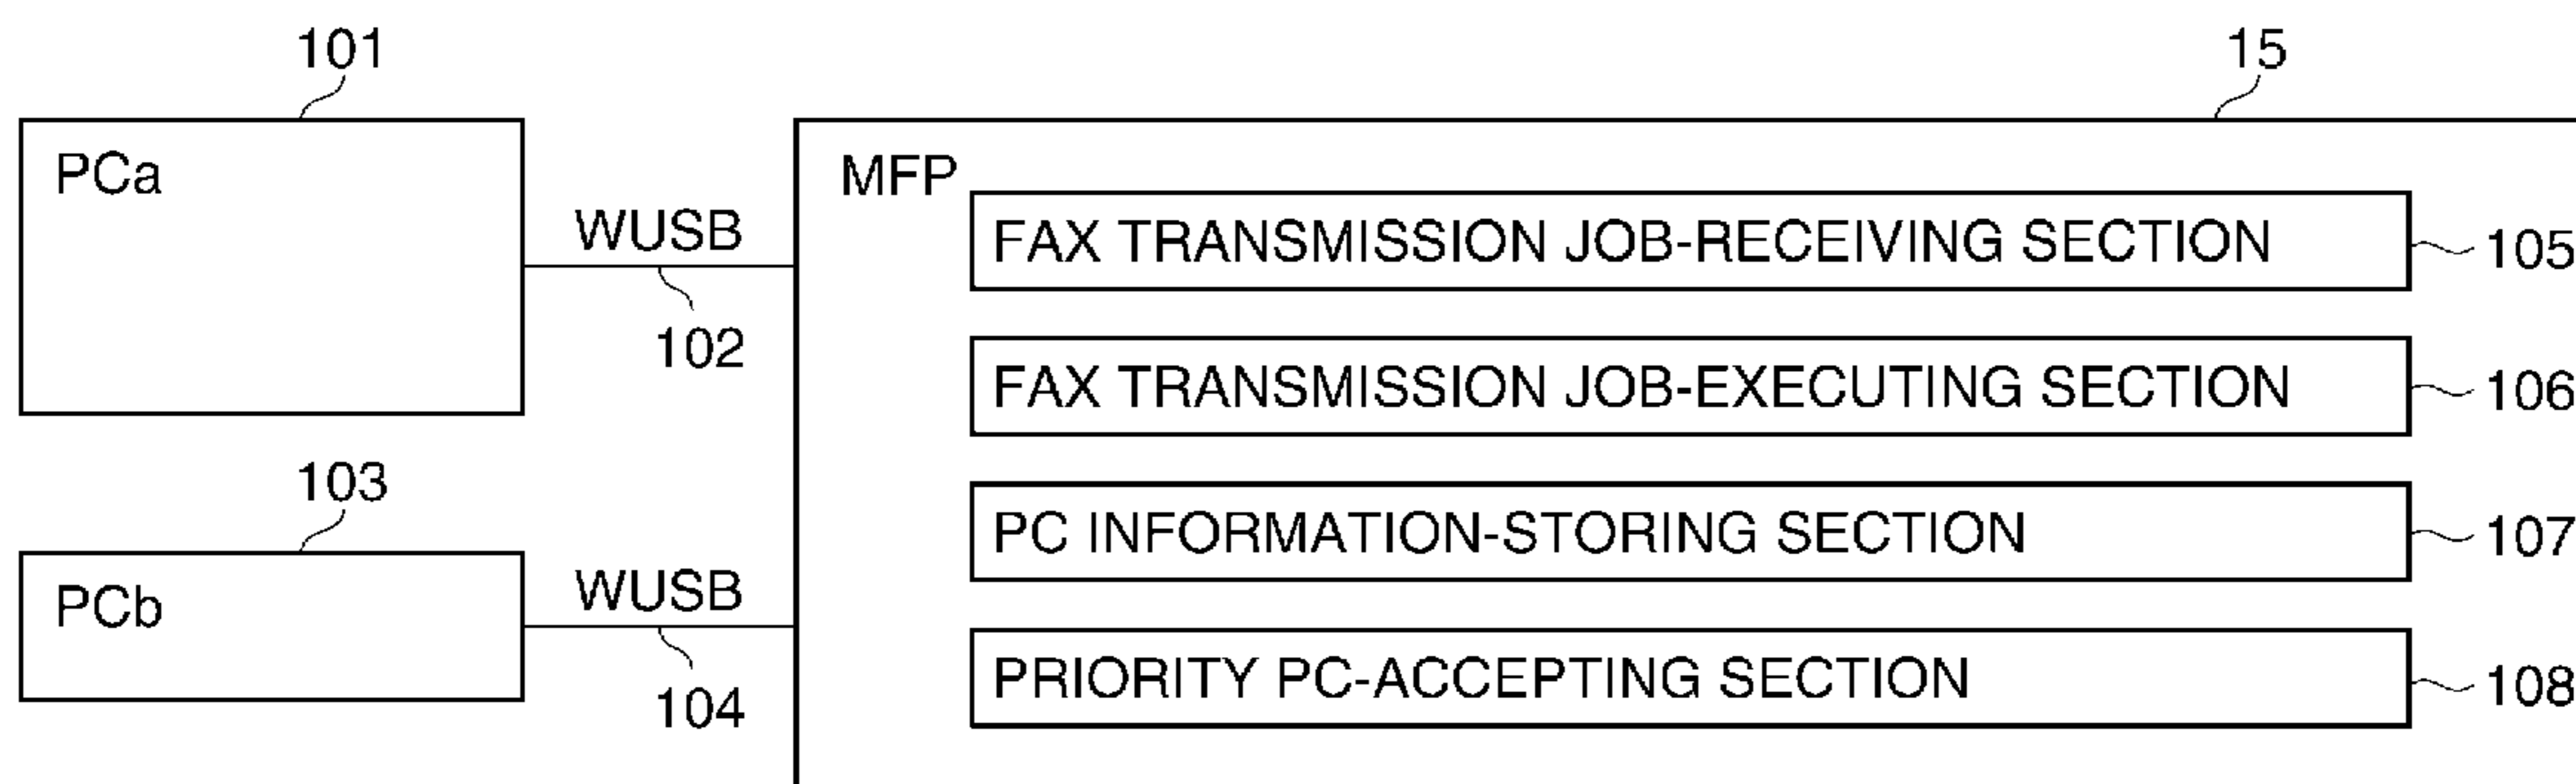 101
15
PCa
MFP
WUSB
FAX TRANSMISSION JOB-RECEIVING SECTION
105
102
FAX TRANSMISSION JOB-EXECUTING SECTION
106
103
PC INFORMATION-STORING SECTION
107
PCb
WUSB
PRIORITY PC-ACCEPTING SECTION
108
104